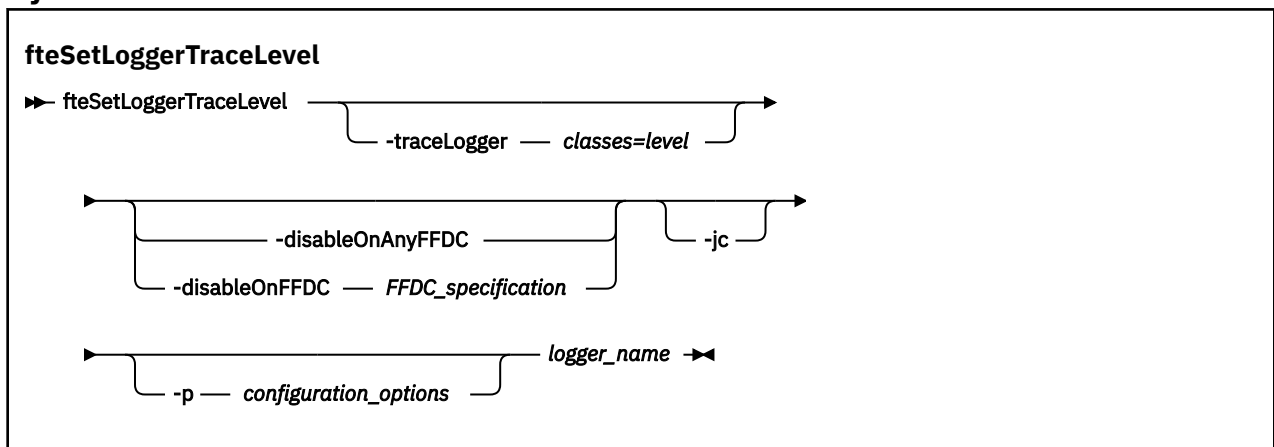 fteSetLoggerTraceLevel
fteSetLoggerTraceLevel
-traceLogger classes=level
-disableOnAnyFFDC
-jc
-disableOnFFDC FFDC_specification
logger_name
-p configuration_options